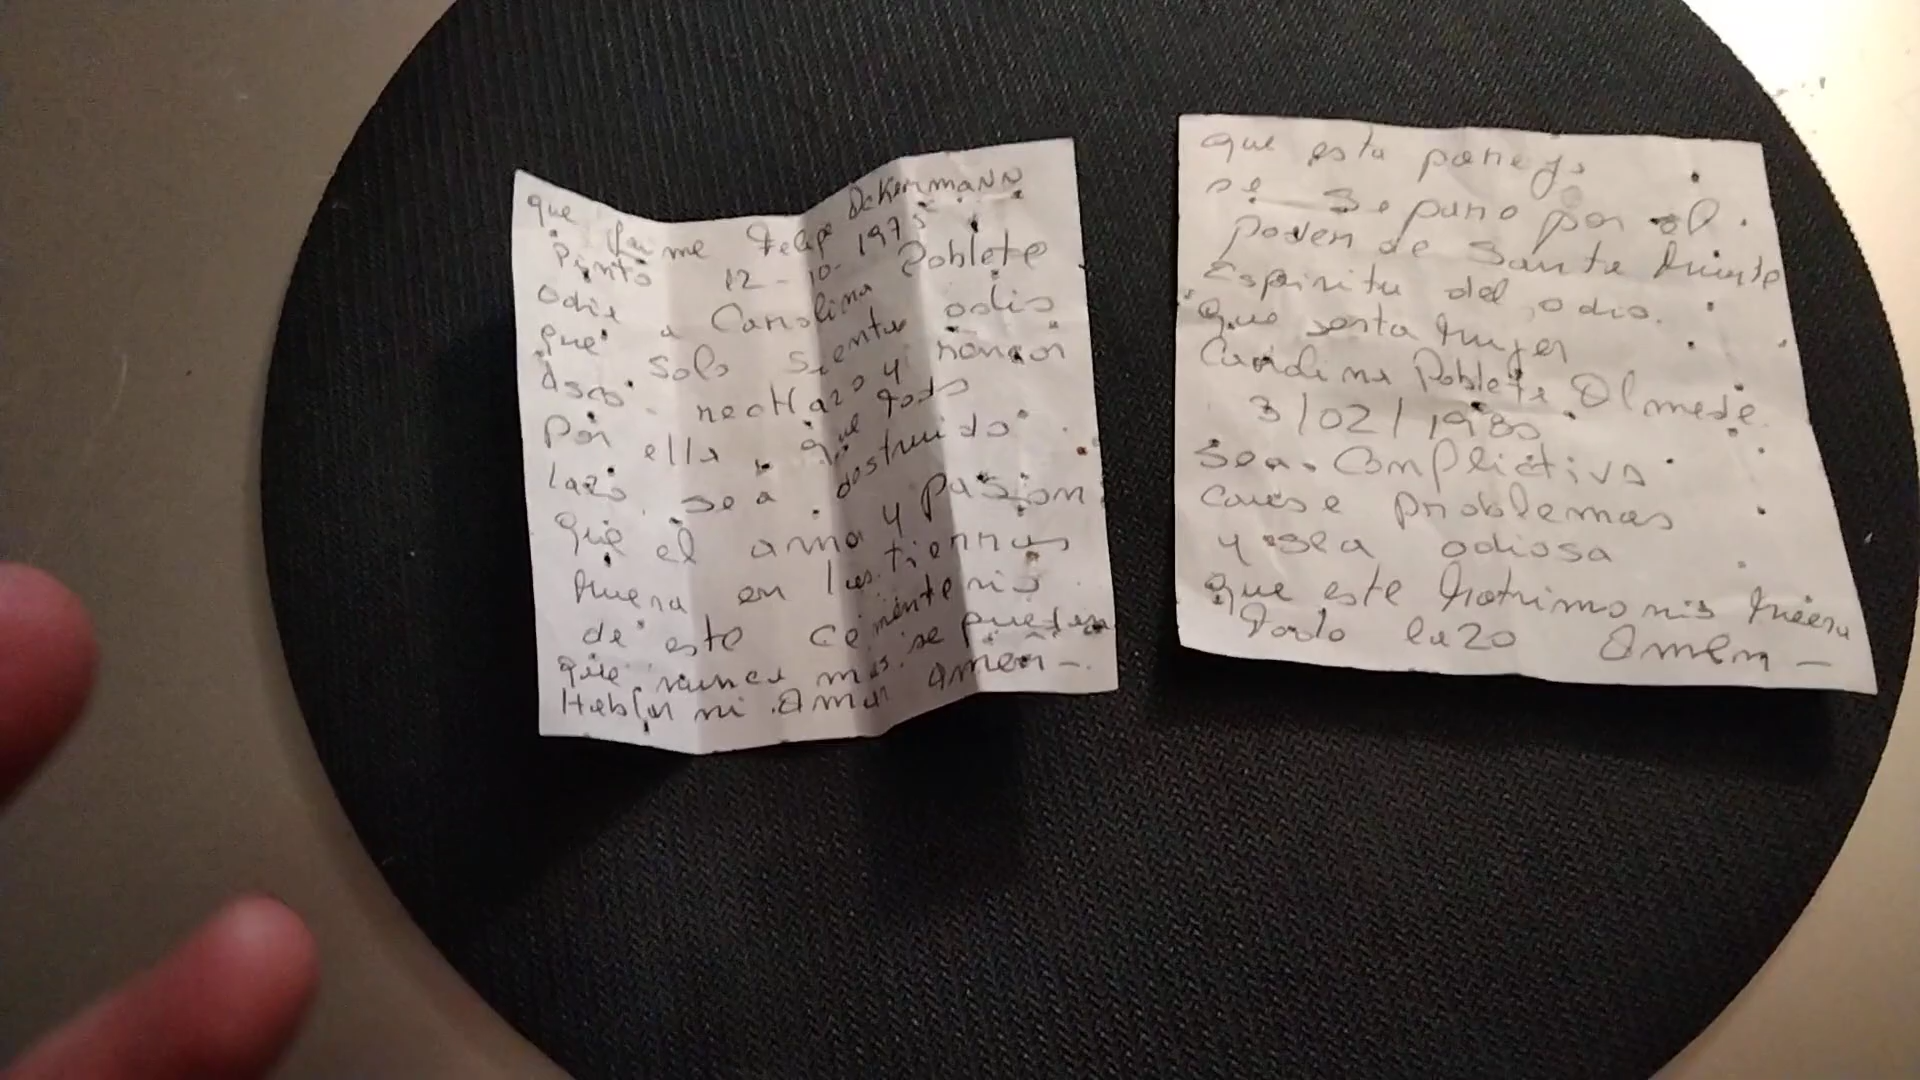 que Jaime Felipe Ackermann
Pinto 12-10-1975
odie a Carolina Poblete
que solo sienta odio
Asco. rechazo y rencor
por ella, que todo
lazo sea destruido
que el amor y pasion
muera en las tierras
de este cementerio
que nunca mas se puedan
Hablar ni Amar amen-.
que esta pareja
se separe por el
poder de Santa Muerte
Espiritu del odio.
que esta mujer
Carolina Poblete Olmedo
3/02/1980
sea. Conflictiva
cause problemas
y sea odiosa
que este matrimonio muera
Todo lazo Amen-